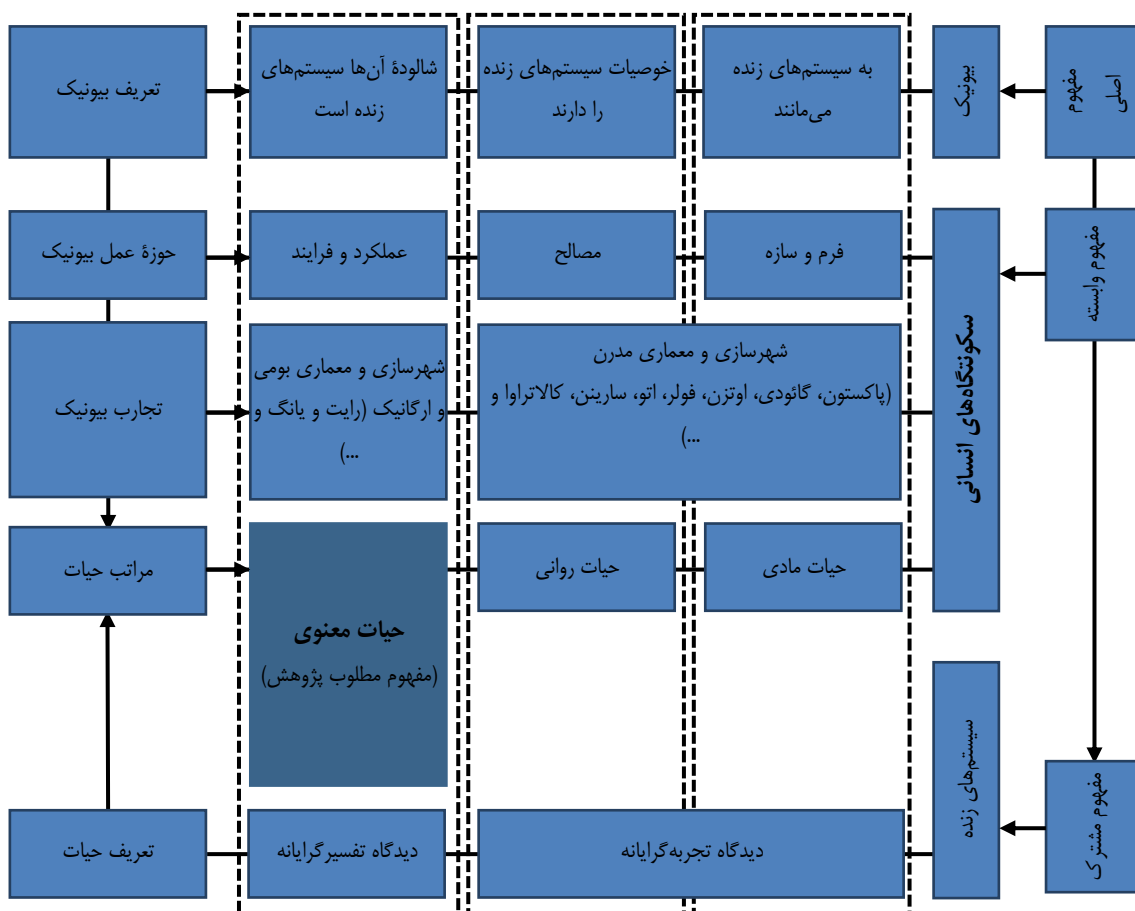 مفهوم
اصلی
بیونیک
به سیستم‌های زنده
می‌مانند
خوصیات سیستم‌های زنده
را دارند
شالودهٔ آن‌ها سیستم‌های
زنده است
تعریف بیونیک
مفهوم وابسته
سکونتگاه‌های انسانی
فرم و سازه
مصالح
عملکرد و فرایند
حوزهٔ عمل بیونیک
شهرسازی و معماری مدرن
(پاکستون، گائودی، اوتزن، فولر، اتو، سارینن، کالاتراوا و
...)
شهرسازی و معماری بومی
و ارگانیک (رایت و یانگ و
...)
تجارب بیونیک
حیات مادی
حیات روانی
حیات معنوی
(مفهوم مطلوب پژوهش)
مراتب حیات
مفهوم مشترک
سیستم‌های زنده
دیدگاه تجربه‌گرایانه
دیدگاه تفسیرگرایانه
تعریف حیات